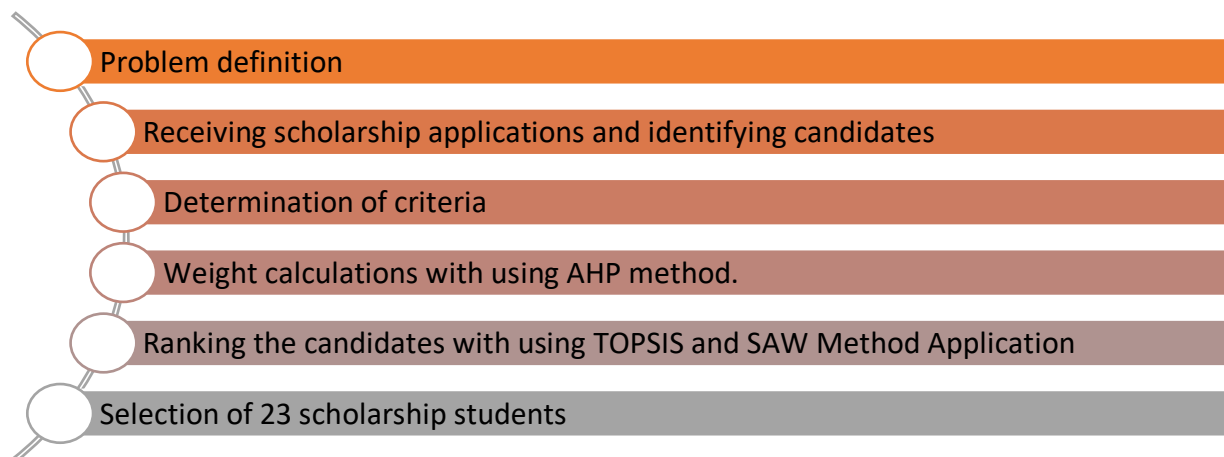 Problem definition
Receiving scholarship applications and identifying candidates
Determination of criteria
Weight calculations with using AHP method.
Ranking the candidates with using TOPSIS and SAW Method Application
Selection of 23 scholarship students